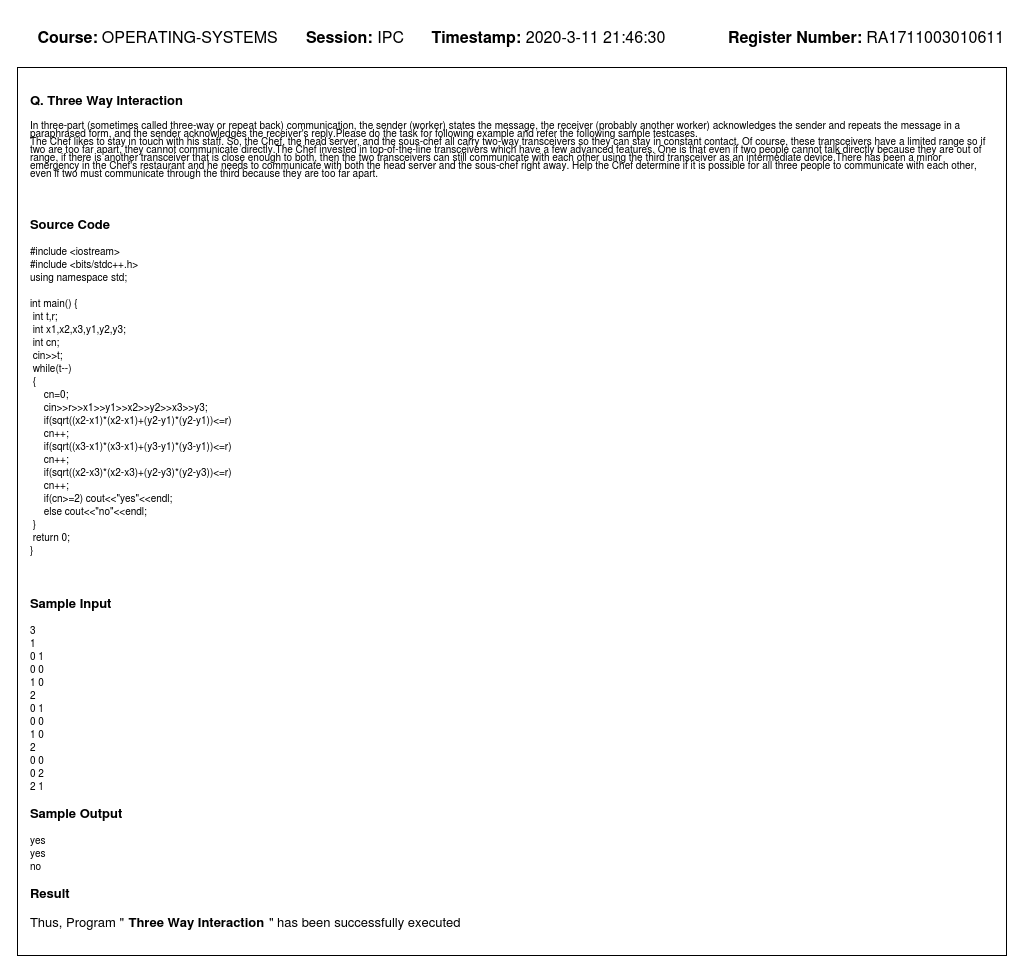 Course: OPERATING-SYSTEMS Session: IPC Timestamp: 2020-3-11 21:46:30 Register Number: RA1711003010611
Q. Three Way Interaction
In three-part (sometimes called three-way or repeat back) communication, the sender (worker) states the message, the receiver (probably another worker) acknowledges the sender and repeats the message in a
paraphrased form, and the sender acknowledges the receiver's reply.Please do the task for following example and refer the following sample testcases.
The Chef likes to stay in touch with his staff. So, the Chef, the head server, and the sous-chef all carry two-way transceivers so they can stay in constant contact. Of course, these transceivers have a limited range so if
two are too far apart, they cannot communicate directly.The Chef invested in top-of-the-line transceivers which have a few advanced features. One is that even if two people cannot talk directly because they are out of
range, if there is another transceiver that is close enough to both, then the two transceivers can still communicate with each other using the third transceiver as an intermediate device.There has been a minor
emergency in the Chef's restaurant and he needs to communicate with both the head server and the sous-chef right away. Help the Chef determine if it is possible for all three people to communicate with each other,
even if two must communicate through the third because they are too far apart.
Source Code
#include <iostream>
#include <bits/stdc++.h>
using namespace std;
int main() {
int t,r;
int x1,x2,x3,y1,y2,y3;
int cn;
cin>>t;
while(t--)
{
cn=0;
cin>>r>>x1>>y1>>x2>>y2>>x3>>y3;
if(sqrt((x2-x1)*(x2-x1)+(y2-y1)*(y2-y1))<=r)
cn++;
if(sqrt((x3-x1)*(x3-x1)+(y3-y1)*(y3-y1))<=r)
cn++;
if(sqrt((x2-x3)*(x2-x3)+(y2-y3)*(y2-y3))<=r)
cn++;
if(cn>=2) cout<<"yes"<<endl;
else cout<<"no"<<endl;
}
return 0;
}
Sample Input
3
1
0 1
0 0
1 0
2
0 1
0 0
1 0
2
0 0
0 2
2 1
Sample Output
yes
yes
no
Result
Thus, Program " Three Way Interaction " has been successfully executed